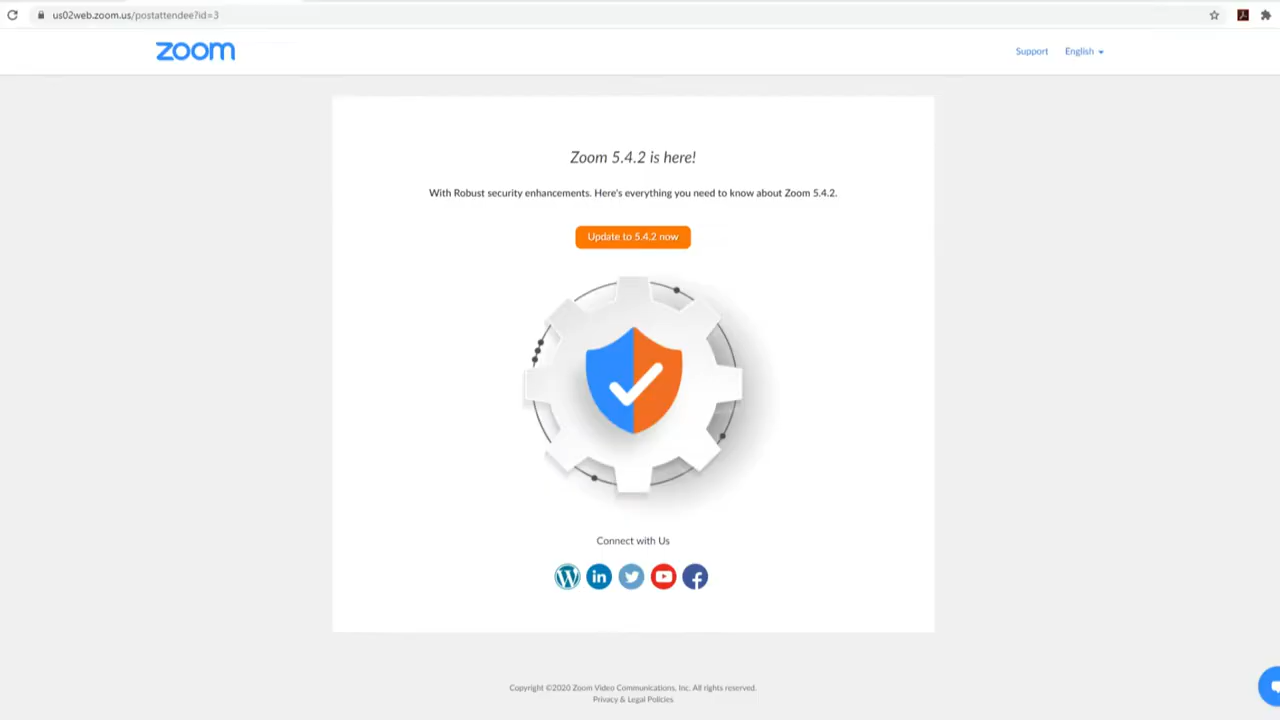 us02web.zoom.us/postattendee?id=3
zoom
Support
English
Zoom 5.4.2 is here!
With Robust security enhancements. Here's everything you need to know about Zoom 5.4.2.
Update to 5.4.2 now
Connect with Us
Copyright ©2020 Zoom Video Communications, Inc. All rights reserved.
Privacy & Legal Policies